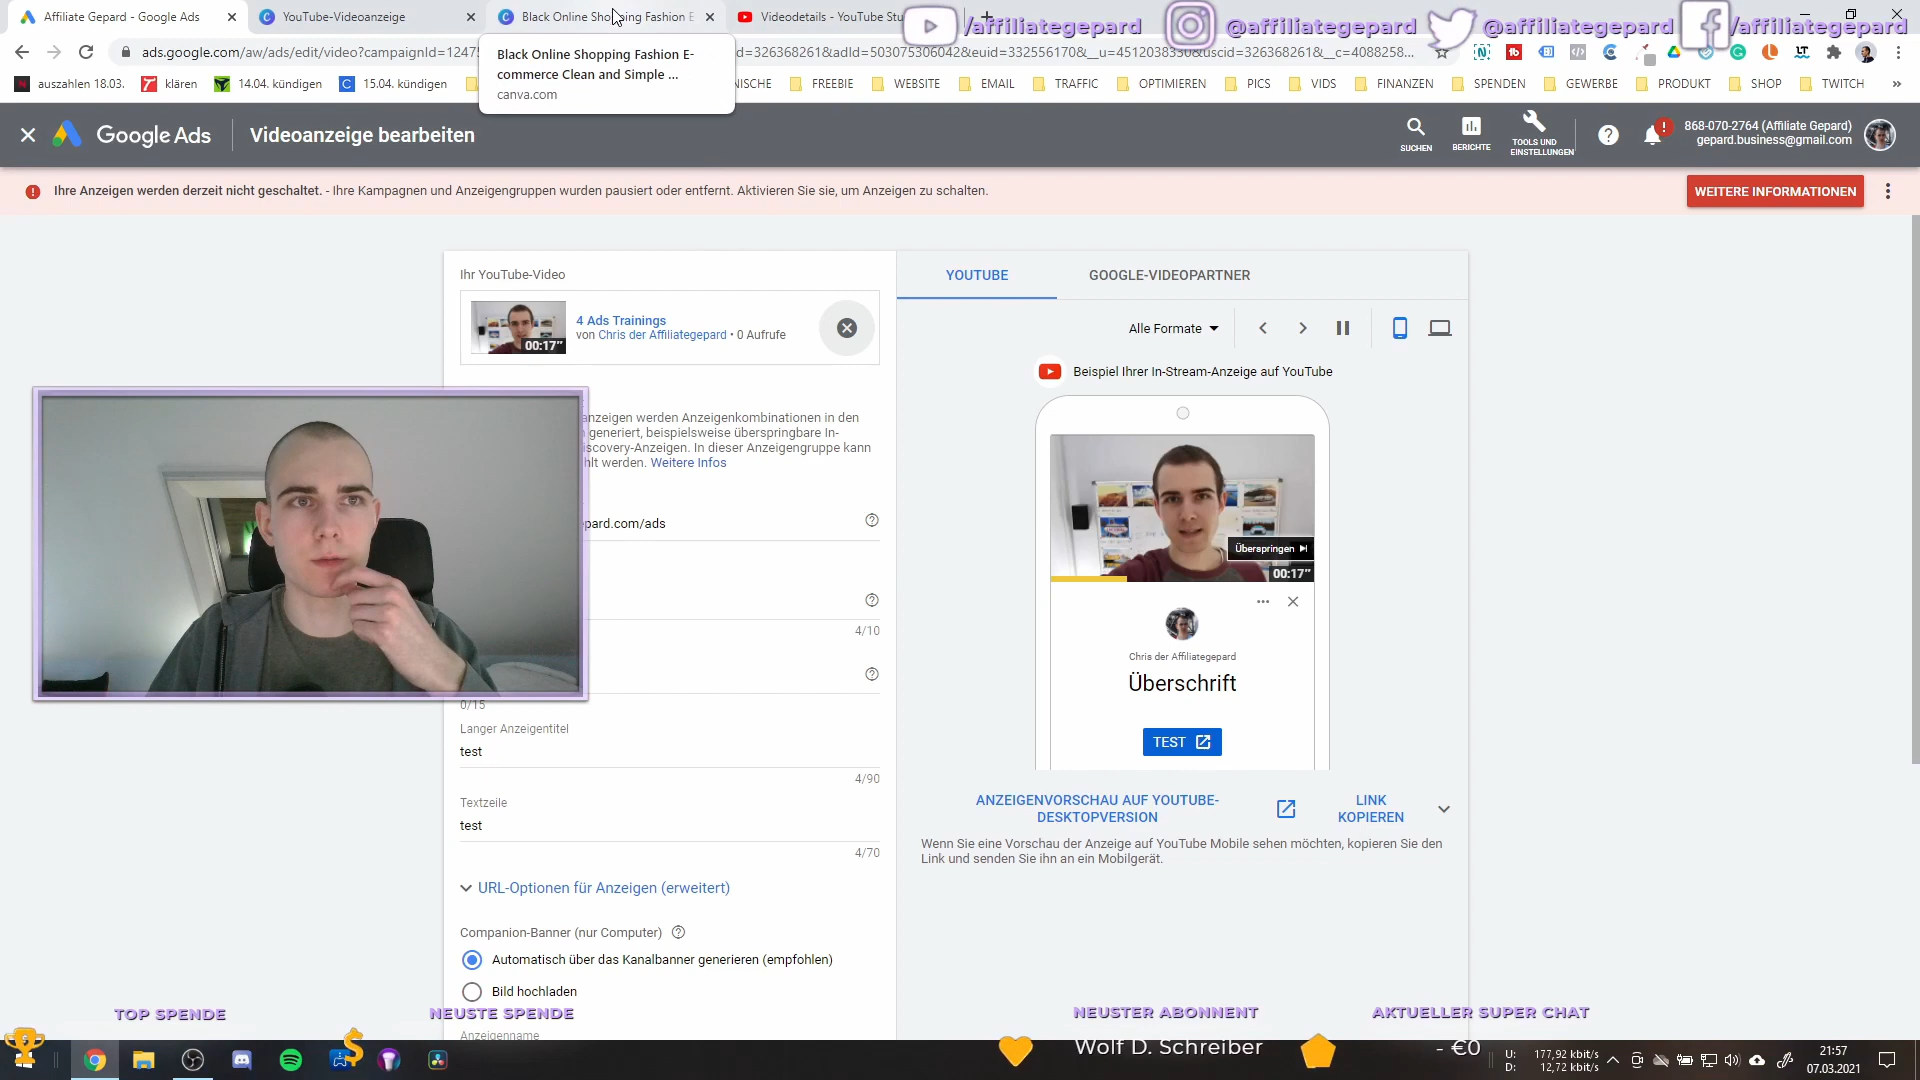 Affiliate Gepard - Google Ads
YouTube-Videoanzeige
Black Online Shopping Fashion E
Videodetails - YouTube Stu
/affiliategepard
@affiliategepard
@affiliategepard
/affiliategepard
ads.google.com/aw/ads/edit/video?campaignId=1247
d=326368261&adId=503075306042&euid=332556170&__u=4512038330&uscid=326368261&__c=4088258...
Black Online Shopping Fashion E-
commerce Clean and Simple ...
canva.com
auszahlen 18.03.
klären
14.04. kündigen
15.04. kündigen
NISCHE
FREEBIE
WEBSITE
EMAIL
TRAFFIC
OPTIMIEREN
PICS
VIDS
FINANZEN
SPENDEN
GEWERBE
PRODUKT
SHOP
TWITCH
Google Ads
Videoanzeige bearbeiten
SUCHEN
BERICHTE
TOOLS UND
EINSTELLUNGEN
868-070-2764 (Affiliate Gepard)
gepard.business@gmail.com
Ihre Anzeigen werden derzeit nicht geschaltet. - Ihre Kampagnen und Anzeigengruppen wurden pausiert oder entfernt. Aktivieren Sie sie, um Anzeigen zu schalten.
WEITERE INFORMATIONEN
Ihr YouTube-Video
4 Ads Trainings
von Chris der Affiliategepard • 0 Aufrufe
00:17”
anzeigen werden Anzeigenkombinationen in den
generiert, beispielsweise überspringbare In-
iscovery-Anzeigen. In dieser Anzeigengruppe kann
hlt werden. Weitere Infos
epard.com/ads
4/10
0/15
Langer Anzeigentitel
test
4/90
Textzeile
test
4/70
URL-Optionen für Anzeigen (erweitert)
Companion-Banner (nur Computer)
Automatisch über das Kanalbanner generieren (empfohlen)
Bild hochladen
Anzeigenname
YOUTUBE
GOOGLE-VIDEOPARTNER
Alle Formate
Beispiel Ihrer In-Stream-Anzeige auf YouTube
Überspringen
00:17”
Chris der Affiliategepard
Überschrift
TEST
ANZEIGENVORSCHAU AUF YOUTUBE-
DESKTOPVERSION
LINK
KOPIEREN
Wenn Sie eine Vorschau der Anzeige auf YouTube Mobile sehen möchten, kopieren Sie den
Link und senden Sie ihn an ein Mobilgerät.
TOP SPENDE
NEUSTE SPENDE
NEUSTER ABONNENT
Wolf D. Schreiber
AKTUELLER SUPER CHAT
- €0
U: 177,92 kbit/s
D: 12,72 kbit/s
21:57
07.03.2021